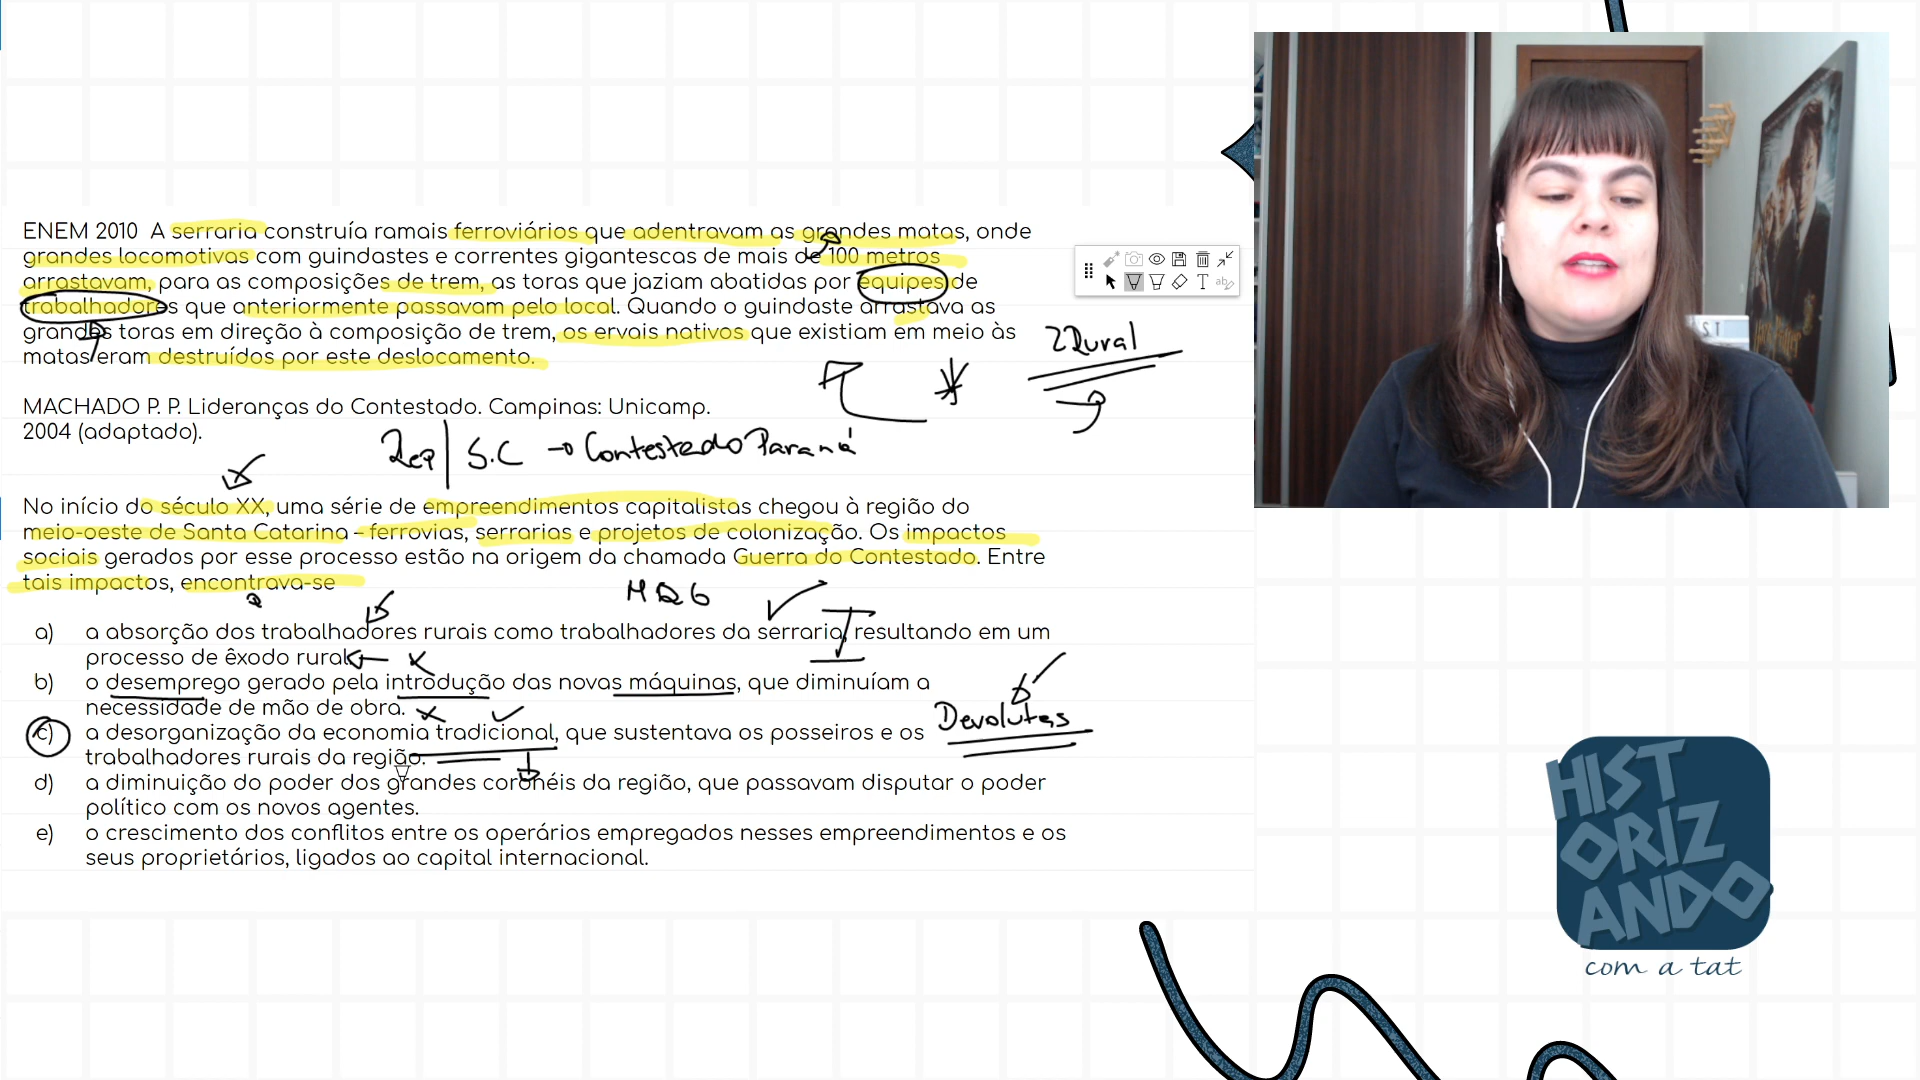 ENEM 2010 A serraria construía ramais ferroviários que adentravam as grandes matas, onde
grandes locomotivas com guindastes e correntes gigantescas de mais de 100 metros
arrastavam, para as composições de trem, as toras que jaziam abatidas por equipes de
trabalhadores que anteriormente passavam pelo local. Quando o guindaste arrastava as
grandes toras em direção à composição de trem, os ervais nativos que existiam em meio às
matas eram destruídos por este deslocamento.
MACHADO P. P. Lideranças do Contestado. Campinas: Unicamp.
2004 (adaptado).
S.C → Contestado Paraná
No início do século XX, uma série de empreendimentos capitalistas chegou à região do
meio-oeste de Santa Catarina – ferrovias, serrarias e projetos de colonização. Os impactos
sociais gerados por esse processo estão na origem da chamada Guerra do Contestado. Entre
tais impactos, encontrava-se
a) a absorção dos trabalhadores rurais como trabalhadores da serraria, resultando em um
processo de êxodo rural.
b) o desemprego gerado pela introdução das novas máquinas, que diminuíam a
necessidade de mão de obra.
c) a desorganização da economia tradicional, que sustentava os posseiros e os
trabalhadores rurais da região.
Devolutas
d) a diminuição do poder dos grandes coronéis da região, que passavam disputar o poder
político com os novos agentes.
e) o crescimento dos conflitos entre os operários empregados nesses empreendimentos e os
seus proprietários, ligados ao capital internacional.
HIST
ORIZ
ANDO
com a tat